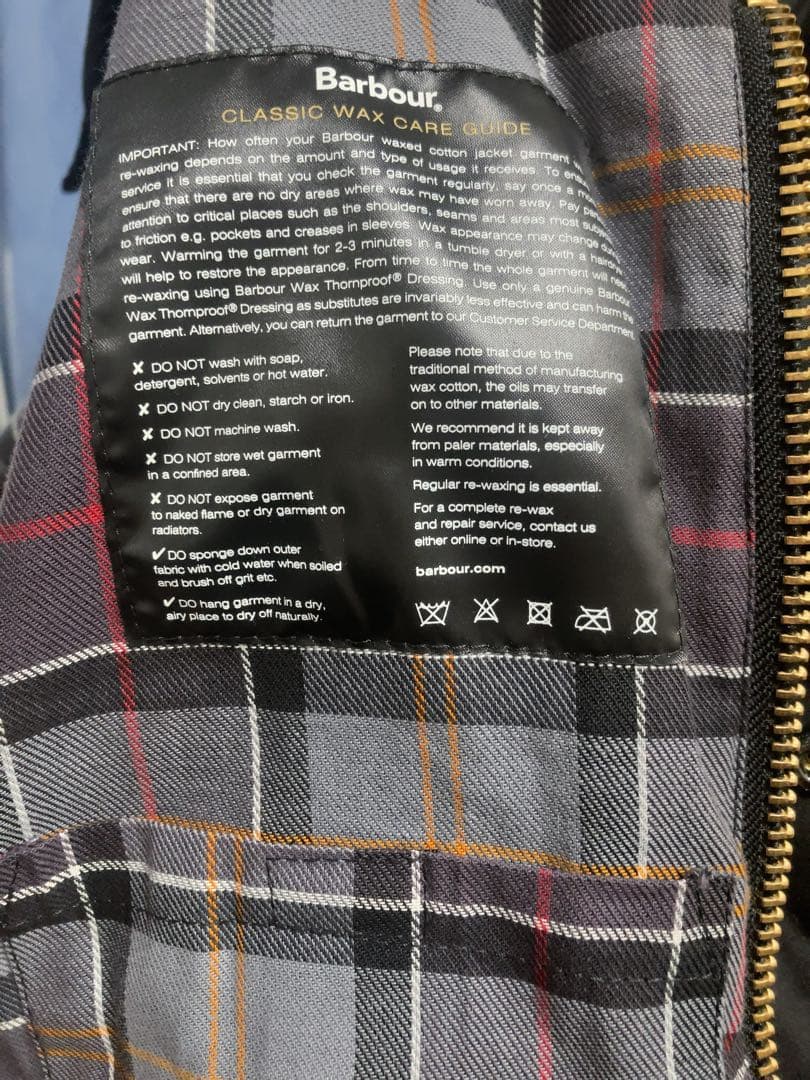 Barbour®
CLASSIC WAX CARE GUIDE
IMPORTANT: How often your Barbour waxed cotton jacket garment
re-waxing depends on the amount and type of usage it receives. To
service it is essential that you check the garment regularly, say once a
ensure that there are no dry areas where wax may have worn away. Pay
attention to critical places such as the shoulders, seams and areas most
to friction e.g. pockets and creases in sleeves. Wax appearance may change
wear. Warming the garment for 2-3 minutes in a tumble dryer or with a
will help to restore the appearance. From time to time the whole garment will
re-waxing using Barbour Wax Thornproof® Dressing. Use only a genuine Barbour
Wax Thornproof® Dressing as substitutes are invariably less effective and can harm the
garment. Alternatively, you can return the garment to our Customer Service Department
✘ DO NOT wash with soap,
detergent, solvents or hot water.
✘ DO NOT dry clean, starch or iron.
✘ DO NOT machine wash.
✘ DO NOT store wet garment
in a confined area.
✘ DO NOT expose garment
to naked flame or dry garment on
radiators.
✔ DO sponge down outer
fabric with cold water when soiled
and brush off grit etc.
✔ DO hang garment in a dry,
airy place to dry off naturally.
Please note that due to the
traditional method of manufacturing
wax cotton, the oils may transfer
on to other materials.
We recommend it is kept away
from paler materials, especially
in warm conditions.
Regular re-waxing is essential.
For a complete re-wax
and repair service, contact us
either online or in-store.
barbour.com